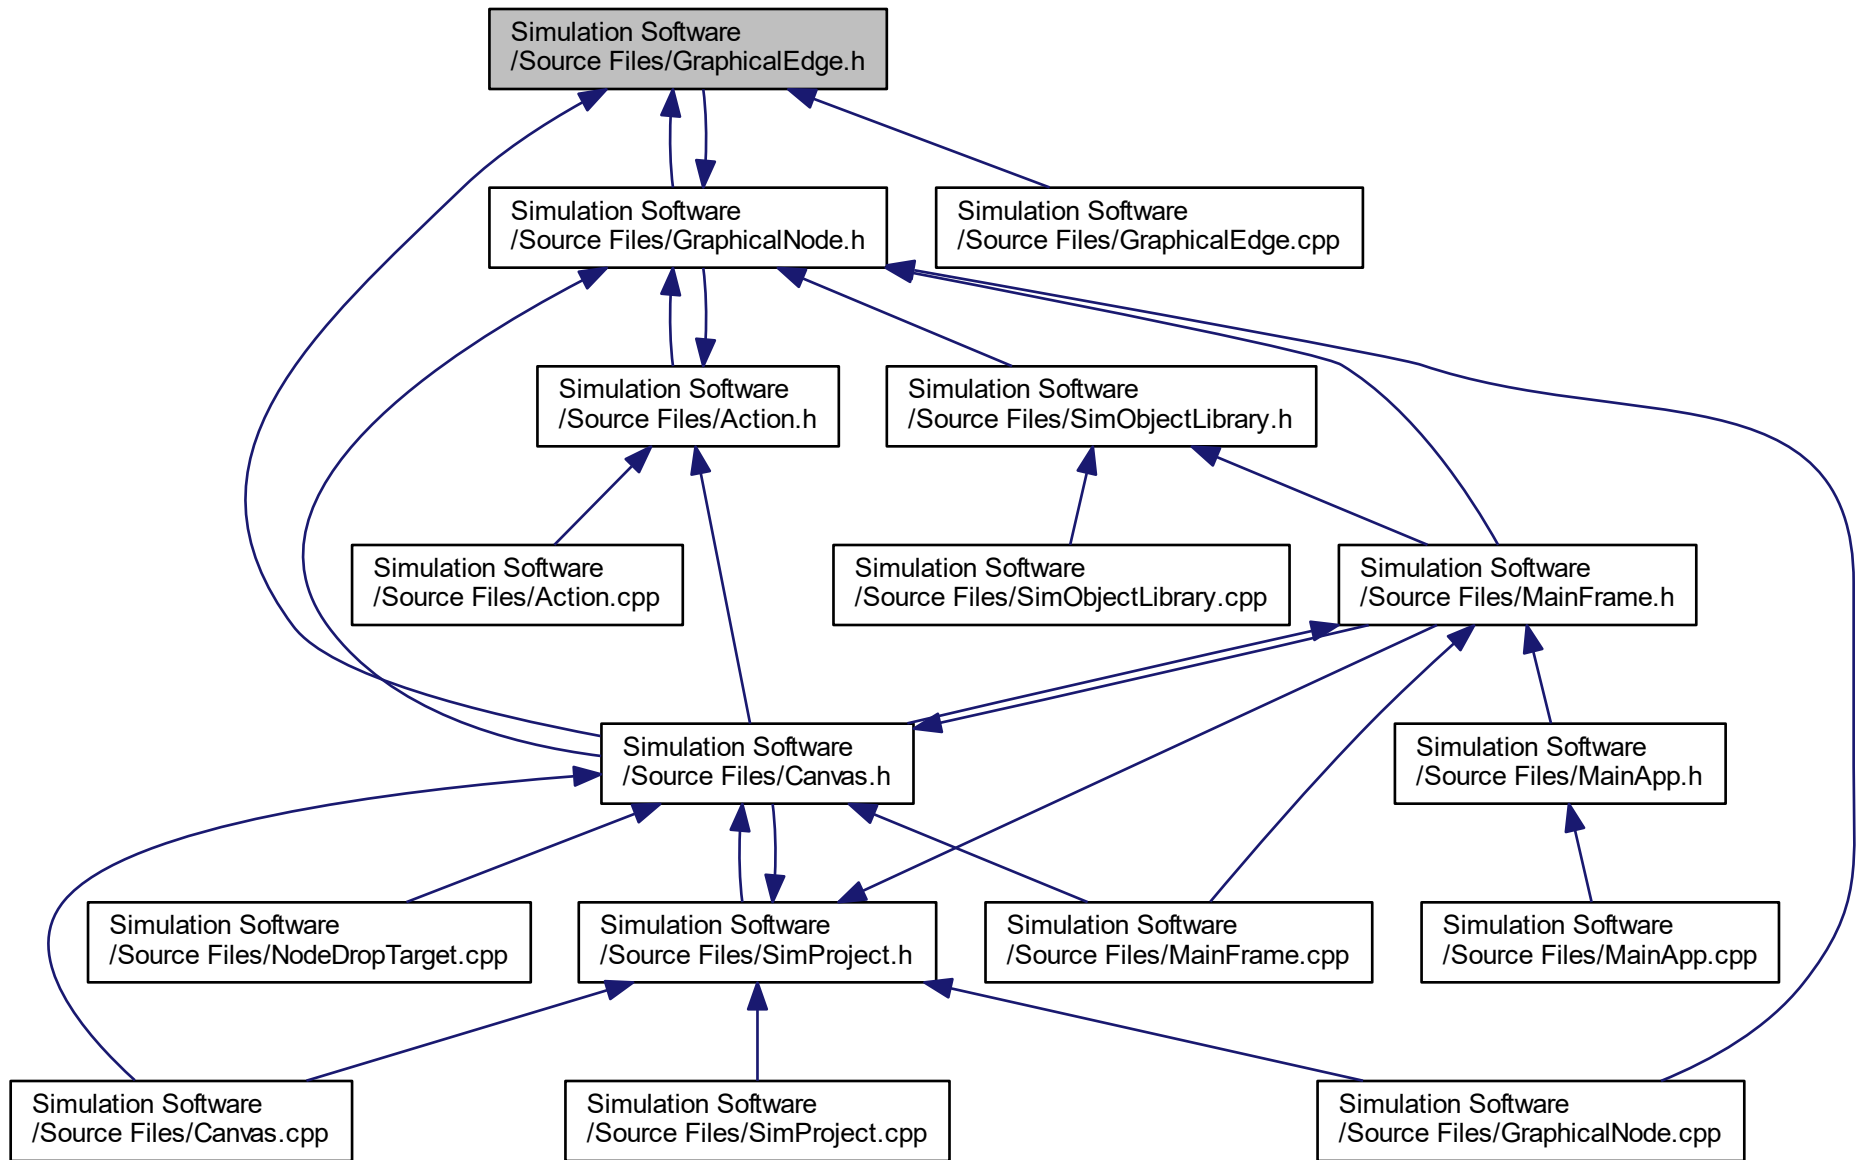 Simulation Software
/Source Files/GraphicalEdge.h
Simulation Software
/Source Files/GraphicalNode.h
Simulation Software
/Source Files/GraphicalEdge.cpp
Simulation Software
/Source Files/Action.h
Simulation Software
/Source Files/SimObjectLibrary.h
Simulation Software
/Source Files/Action.cpp
Simulation Software
/Source Files/SimObjectLibrary.cpp
Simulation Software
/Source Files/MainFrame.h
Simulation Software
/Source Files/Canvas.h
Simulation Software
/Source Files/MainApp.h
Simulation Software
/Source Files/NodeDropTarget.cpp
Simulation Software
/Source Files/SimProject.h
Simulation Software
/Source Files/MainFrame.cpp
Simulation Software
/Source Files/MainApp.cpp
Simulation Software
/Source Files/Canvas.cpp
Simulation Software
/Source Files/SimProject.cpp
Simulation Software
/Source Files/GraphicalNode.cpp